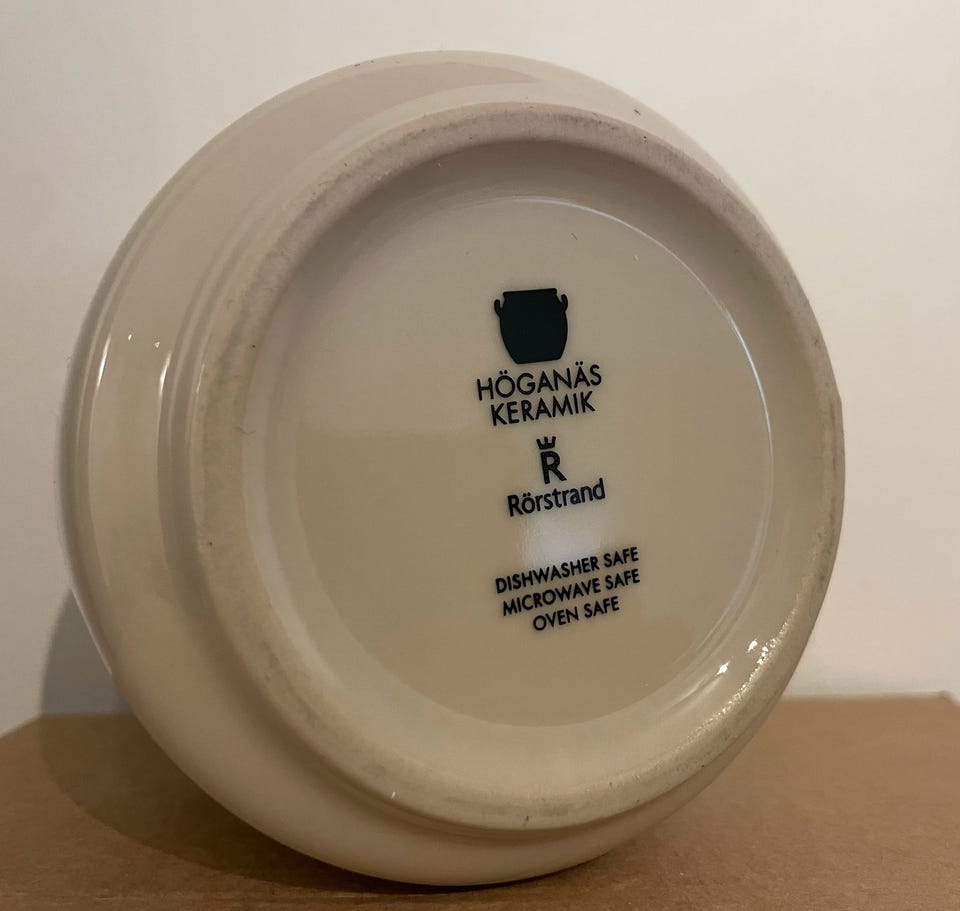 HÖGANÄS
KERAMIK
R
Rörstrand
DISHWASHER SAFE
MICROWAVE SAFE
OVEN SAFE